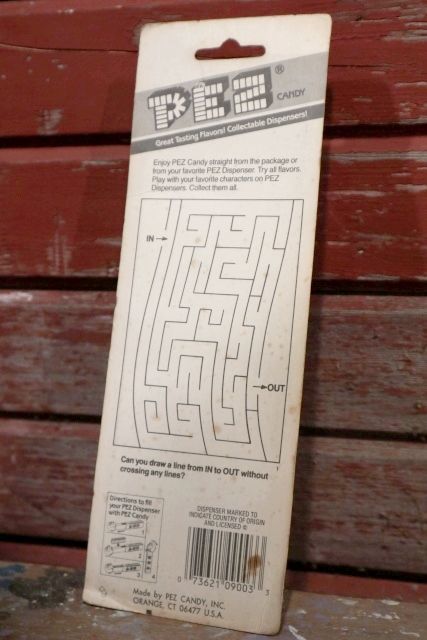 PEZ®
CANDY
Great Tasting Flavors! Collectable Dispensers!
Enjoy PEZ Candy straight from the package or
from your favorite PEZ Dispenser. Try all flavors.
Play with your favorite characters on PEZ
Dispensers. Collect them all.
IN
OUT
Can you draw a line from IN to OUT without
crossing any lines?
Directions to fill
your PEZ Dispenser
with PEZ Candy
2
3
4
DISPENSER MARKED TO
INDICATE COUNTRY OF ORIGIN
AND LICENSED ©
0 73621 09003 3
Made by PEZ CANDY, INC.
ORANGE, CT 06477 U.S.A.